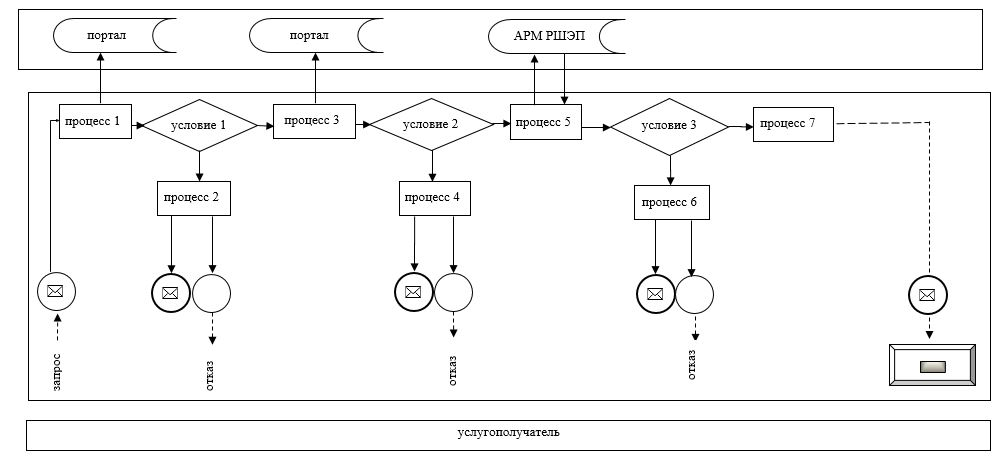 портал
портал
АРМ РШЭП
процесс 1
условие 1
процесс 3
условие 2
процесс 5
условие 3
процесс 7
процесс 2
процесс 4
процесс 6
запрос
отказ
отказ
отказ
услугополучатель